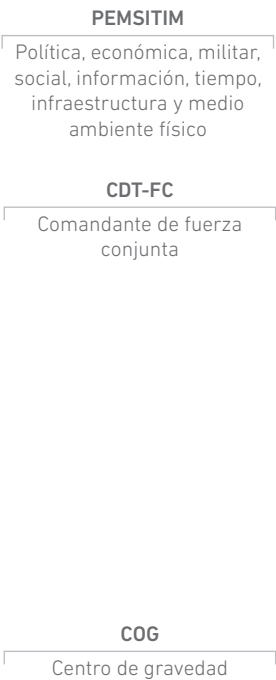 PEMSITIM
Política, económica, militar,
social, información, tiempo,
infraestructura y medio
ambiente físico
CDT-FC
Comandante de fuerza
conjunta
COG
Centro de gravedad